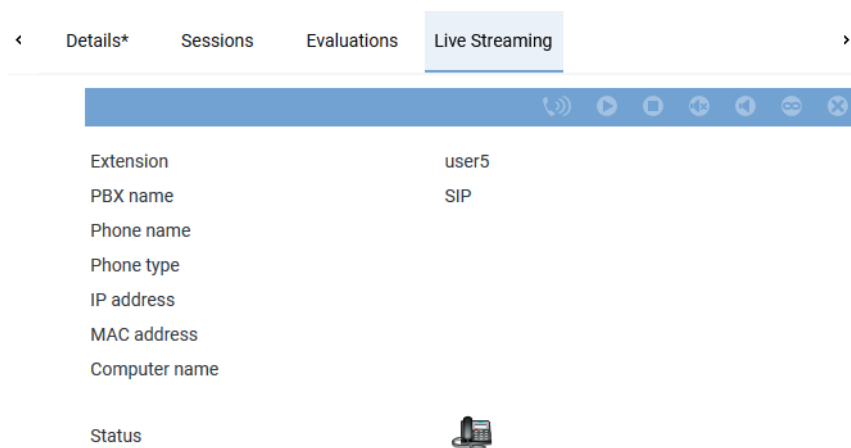 Details* Sessions Evaluations Live Streaming
Extension user5
PBX name SIP
Phone name
Phone type
IP address
MAC address
Computer name
Status